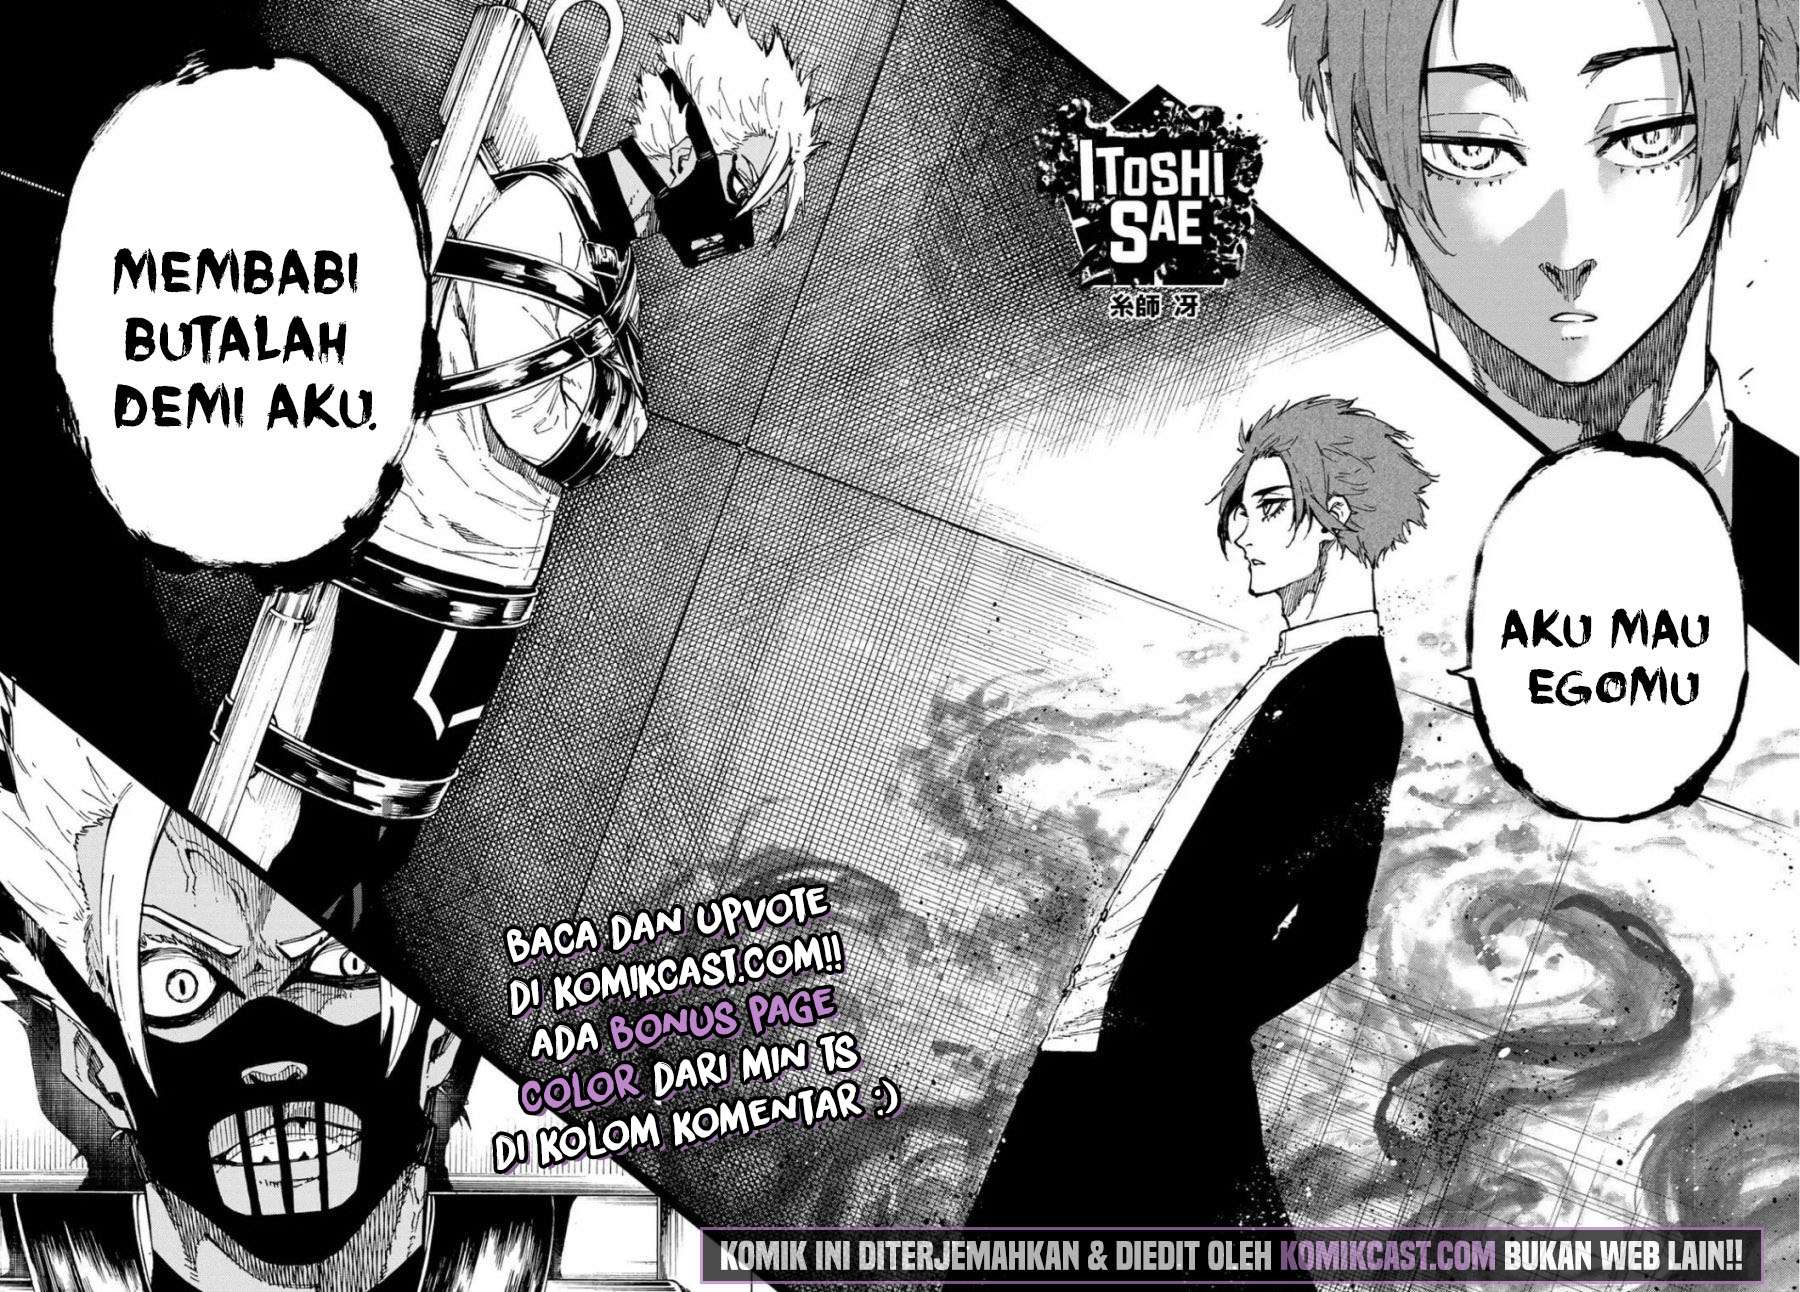 ITOSHI
SAE
糸師 冴
AKU MAU
EGOMU
MEMBABI
BUTALAH
DEMI AKU.
BACA DAN UPVOTE
DI KOMIKCAST.COM!!
ADA BONUS PAGE
COLOR DARI MIN TS
DI KOLOM KOMENTAR :)
KOMIK INI DITERJEMAHKAN & DIEDIT OLEH KOMIKCAST.COM BUKAN WEB LAIN!!